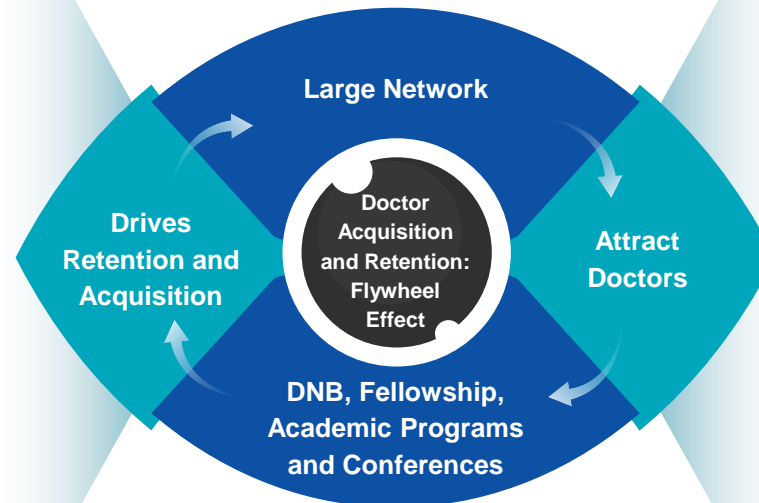 Large Network
Doctor
Acquisition
and Retention:
Flywheel
Effect
Drives
Retention and
Acquisition
Attract
Doctors
DNB, Fellowship,
Academic Programs
and Conferences